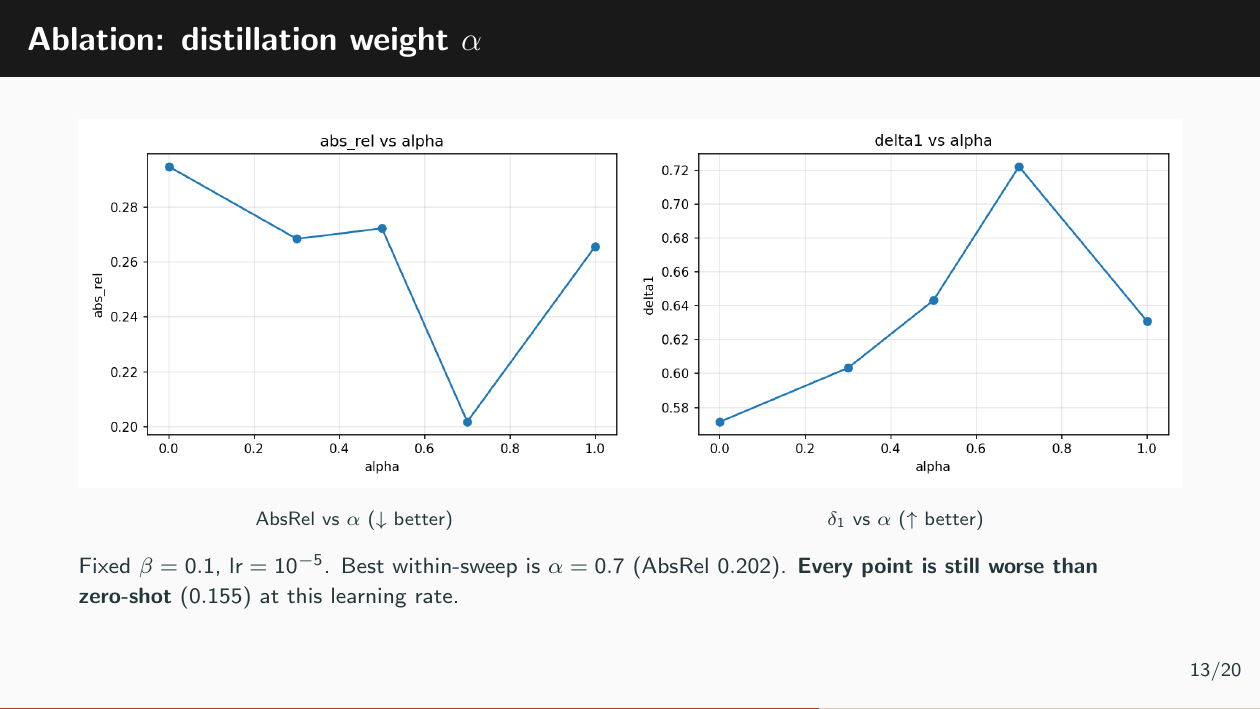 Ablation: distillation weight α
abs_rel vs alpha
0.28
0.26
0.24
0.22
0.20
abs_rel
0.0 0.2 0.4 0.6 0.8 1.0
alpha
delta1 vs alpha
0.72
0.70
0.68
0.66
0.64
0.62
0.60
0.58
delta1
0.0 0.2 0.4 0.6 0.8 1.0
alpha
AbsRel vs α (↓ better)
δ₁ vs α (↑ better)
Fixed β = 0.1, lr = 10⁻⁵. Best within-sweep is α = 0.7 (AbsRel 0.202). Every point is still worse than
zero-shot (0.155) at this learning rate.
13/20